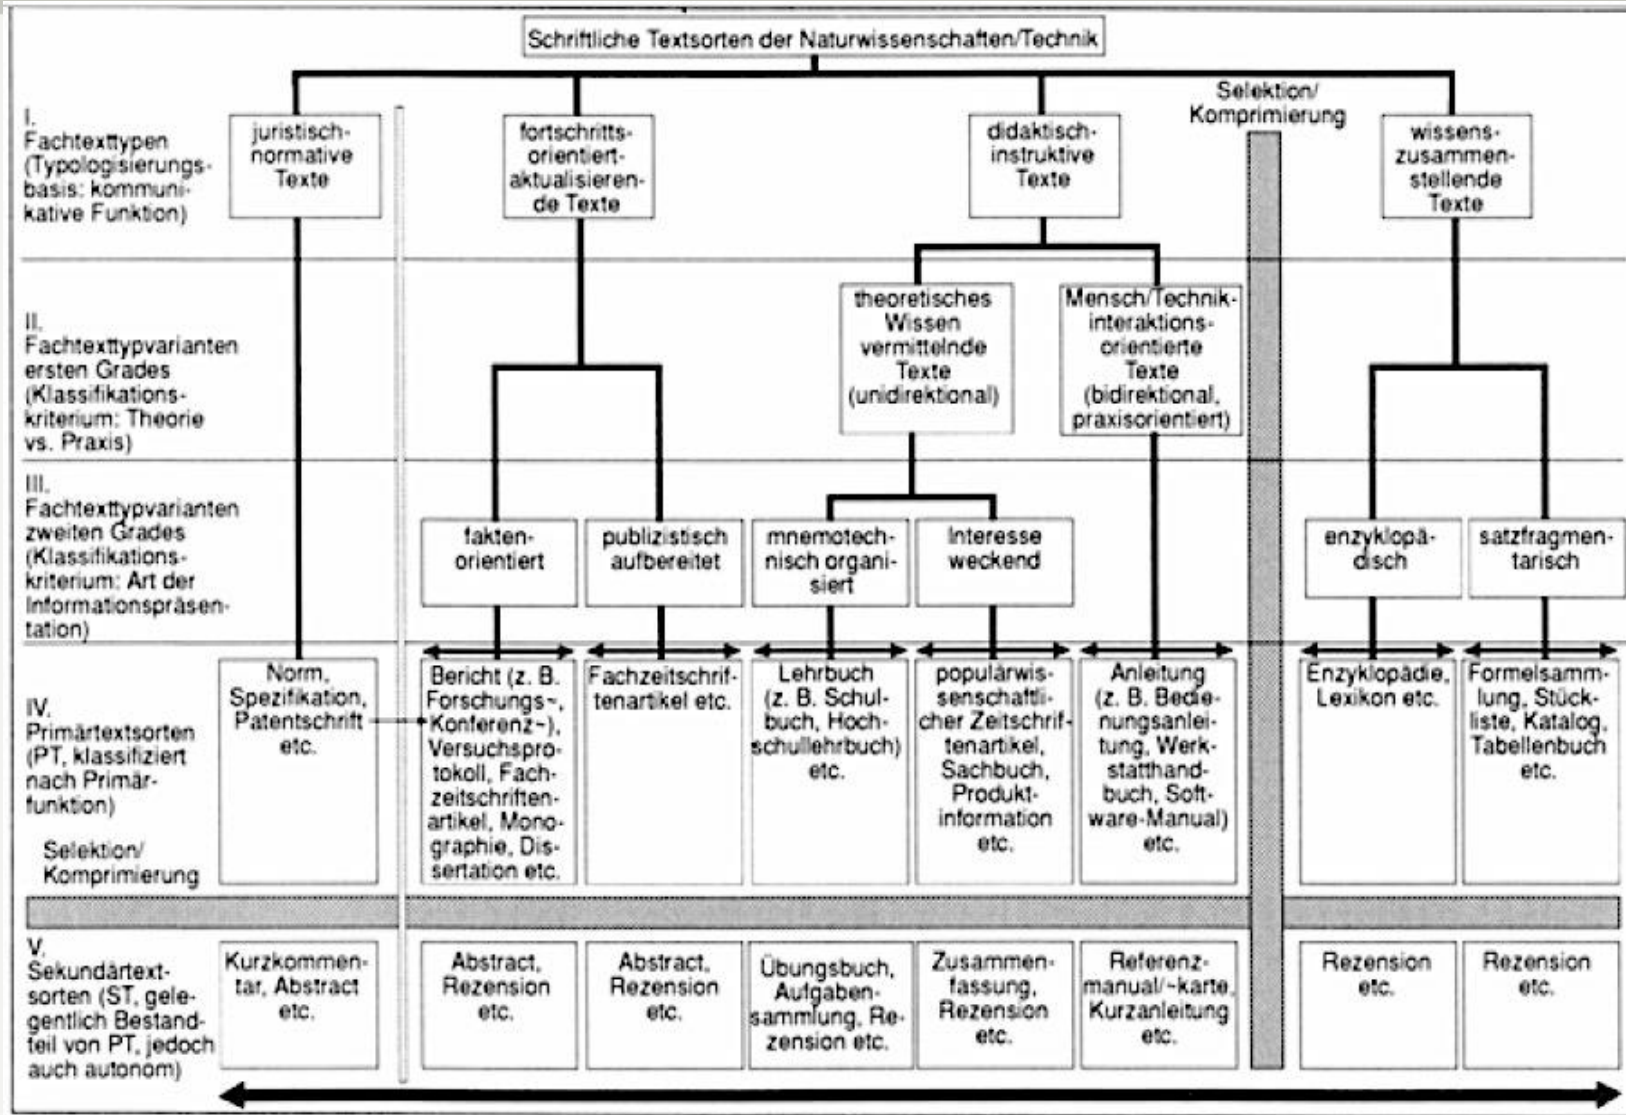 Schriftliche Textsorten der Naturwissenschaften/Technik
Selektion/
Komprimierung
I.
Fachtexttypen
(Typologisierungs-
basis: kommuni-
kative Funktion)
juristisch-
normative
Texte
fortschritts-
orientiert-
aktualisieren-
de Texte
didaktisch-
instruktive
Texte
wissens-
zusammen-
stellende
Texte
II.
Fachtexttypvarianten
ersten Grades
(Klassifikations-
kriterium: Theorie
vs. Praxis)
theoretisches
Wissen
vermittelnde
Texte
(unidirektional)
Mensch/Technik-
interaktions-
orientierte
Texte
(bidirektional,
praxisorientiert)
III.
Fachtexttypvarianten
zweiten Grades
(Klassifikations-
kriterium: Art der
Informationspräsen-
tation)
fakten-
orientiert
publizistisch
aufbereitet
mnemotech-
nisch organi-
siert
Interesse
weckend
enzyklopä-
disch
satzfragmen-
tarisch
IV.
Primärtextsorten
(PT, klassifiziert
nach Primär-
funktion)
Norm,
Spezifikation,
Patentschrift
etc.
Bericht (z. B.
Forschungs~,
Konferenz~),
Versuchspro-
tokoll, Fach-
zeitschriften-
artikel, Mono-
graphie, Dis-
sertation etc.
Fachzeitschrif-
tenartikel etc.
Lehrbuch
(z. B. Schul-
buch, Hoch-
schullehrbuch)
etc.
populärwis-
senschaftli-
cher Zeitschrif-
tenartikel,
Sachbuch,
Produkt-
information
etc.
Anleitung
(z. B. Bedie-
nungsanlei-
tung, Werk-
statthand-
buch, Soft-
ware-Manual)
etc.
Enzyklopädie,
Lexikon etc.
Formelsamm-
lung, Stück-
liste, Katalog,
Tabellenbuch
etc.
Selektion/
Komprimierung
V.
Sekundärtext-
sorten (ST, gele-
gentlich Bestand-
teil von PT, jedoch
auch autonom)
Kurzkommen-
tar, Abstract
etc.
Abstract,
Rezension
etc.
Abstract,
Rezension
etc.
Übungsbuch,
Aufgaben-
sammlung, Re-
zension etc.
Zusammen-
fassung,
Rezension
etc.
Referenz-
manual/~karte,
Kurzanleitung
etc.
Rezension
etc.
Rezension
etc.